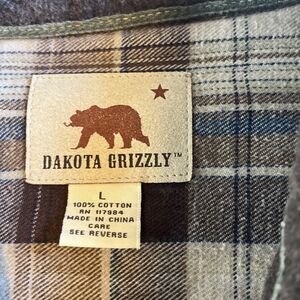 DAKOTA GRIZZLY™
L
100% COTTON
RN 117984
MADE IN CHINA
CARE
SEE REVERSE